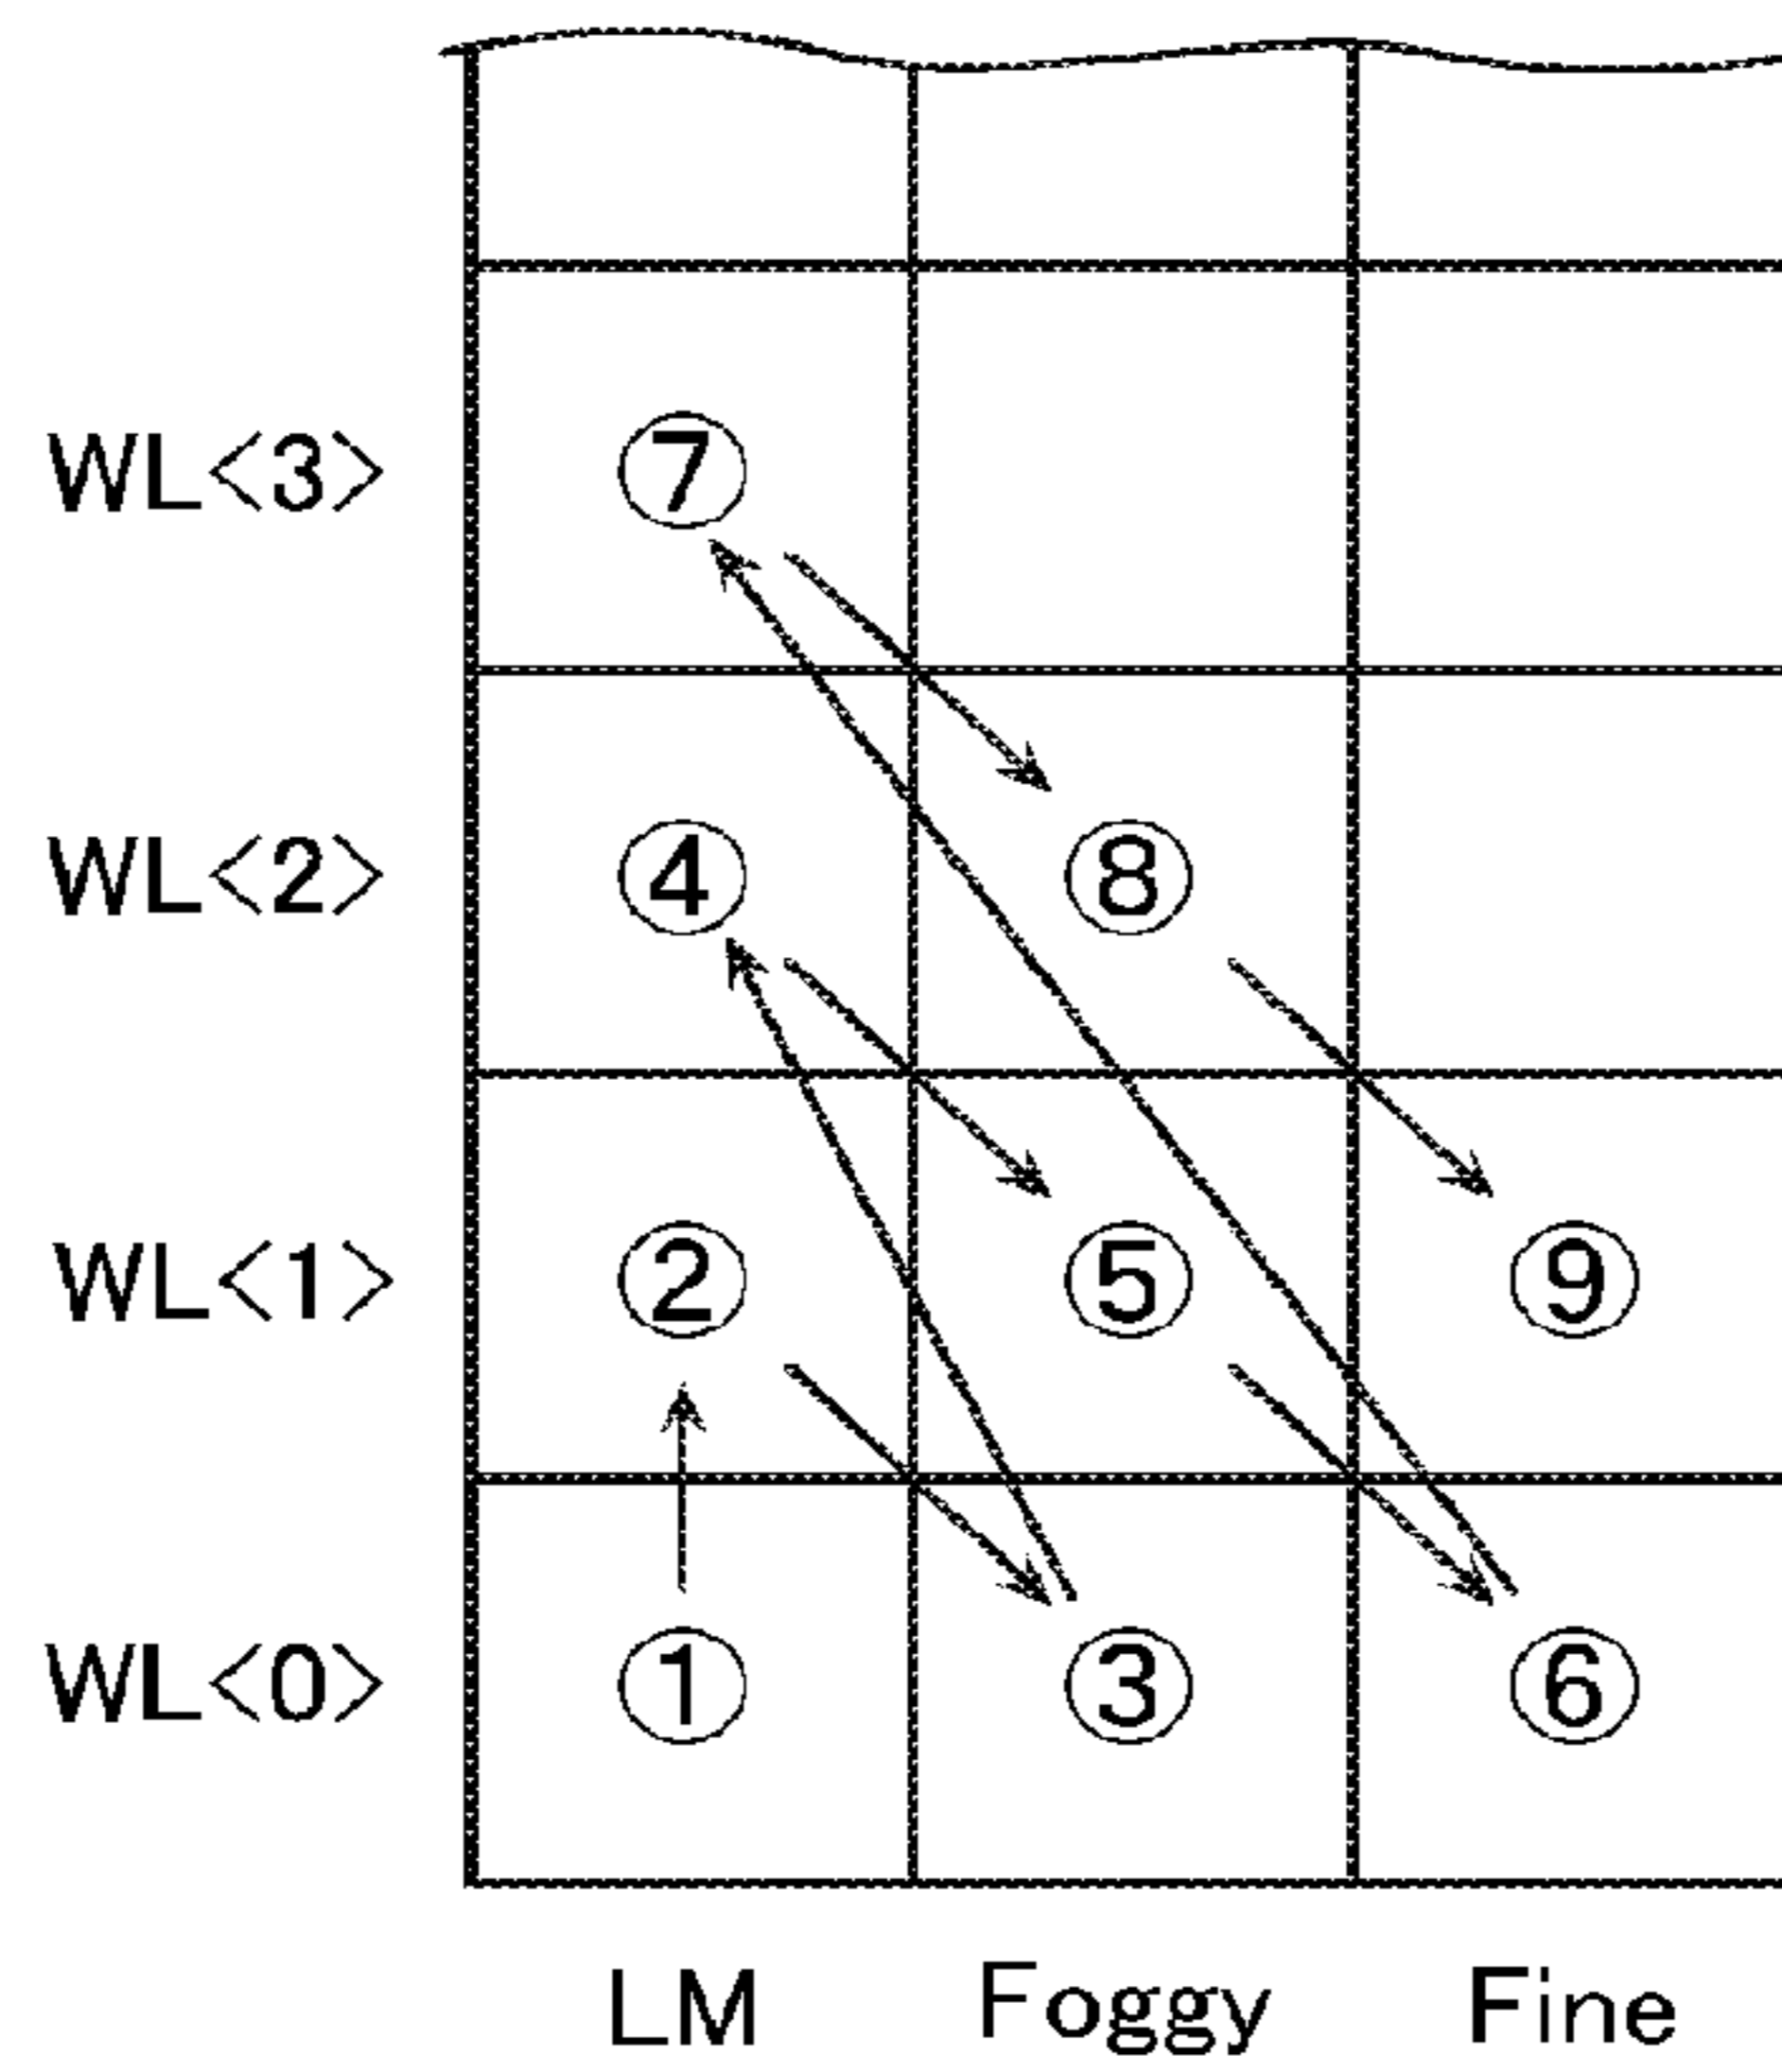 WL<3> ⑦
WL<2> ④ ⑧
WL<1> ② ⑤ ⑨
WL<0> ① ③ ⑥
LM Foggy Fine